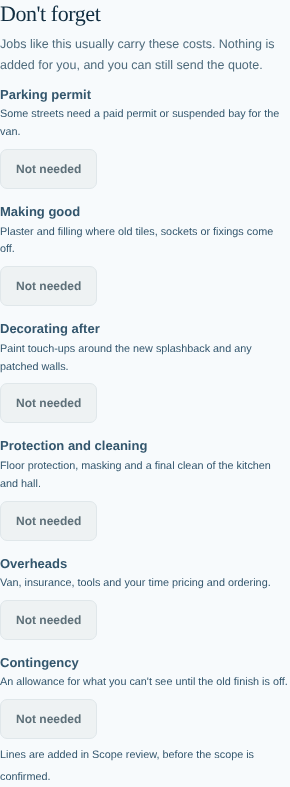 Don't forget
Jobs like this usually carry these costs. Nothing is
added for you, and you can still send the quote.
Parking permit
Some streets need a paid permit or suspended bay for the
van.
Not needed
Making good
Plaster and filling where old tiles, sockets or fixings come
off.
Not needed
Decorating after
Paint touch-ups around the new splashback and any
patched walls.
Not needed
Protection and cleaning
Floor protection, masking and a final clean of the kitchen
and hall.
Not needed
Overheads
Van, insurance, tools and your time pricing and ordering.
Not needed
Contingency
An allowance for what you can't see until the old finish is off.
Not needed
Lines are added in Scope review, before the scope is
confirmed.